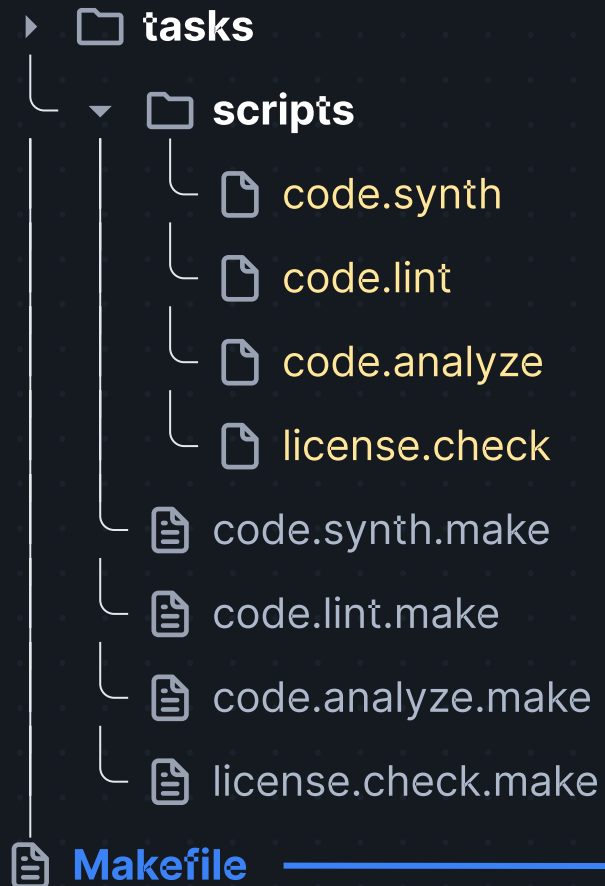 tasks
scripts
code.synth
code.lint
code.analyze
license.check
code.synth.make
code.lint.make
code.analyze.make
license.check.make
Makefile